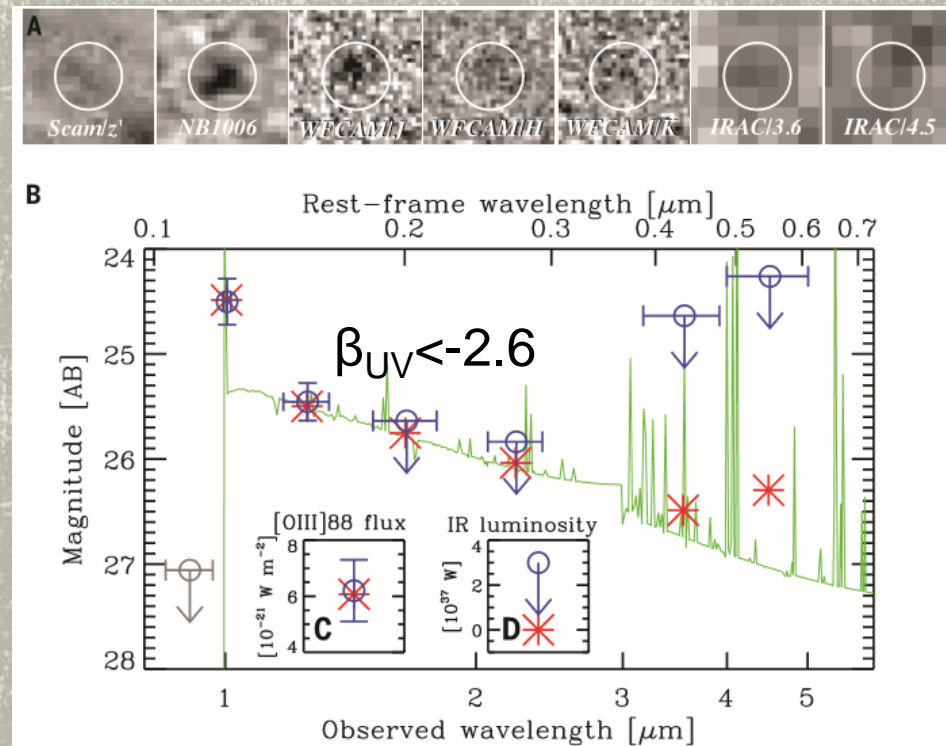 A
Scam/z' NB1006 WFCAM/J WFCAM/H WFCAM/K IRAC/3.6 IRAC/4.5
B
Rest-frame wavelength [μm]
0.1 0.2 0.3 0.4 0.5 0.6 0.7
24
25
26
27
28
Magnitude [AB]
β_UV<-2.6
[OIII]88 flux
8
6
4
[10⁻²¹ W m⁻²]
C
IR luminosity
4
2
0
[10³⁷ W]
D
1 2 3 4 5
Observed wavelength [μm]